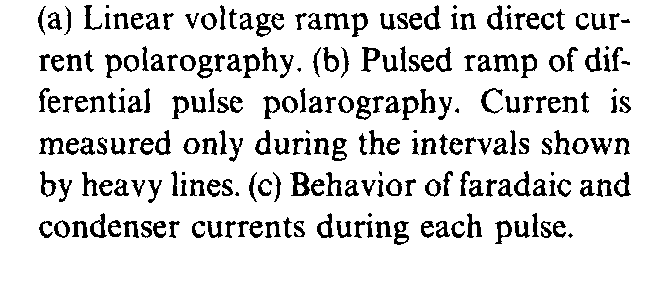 (a) Linear voltage ramp used in direct cur-
rent polarography. (b) Pulsed ramp of dif-
ferential pulse polarography. Current is
measured only during the intervals shown
by heavy lines. (c) Behavior of faradaic and
condenser currents during each pulse.